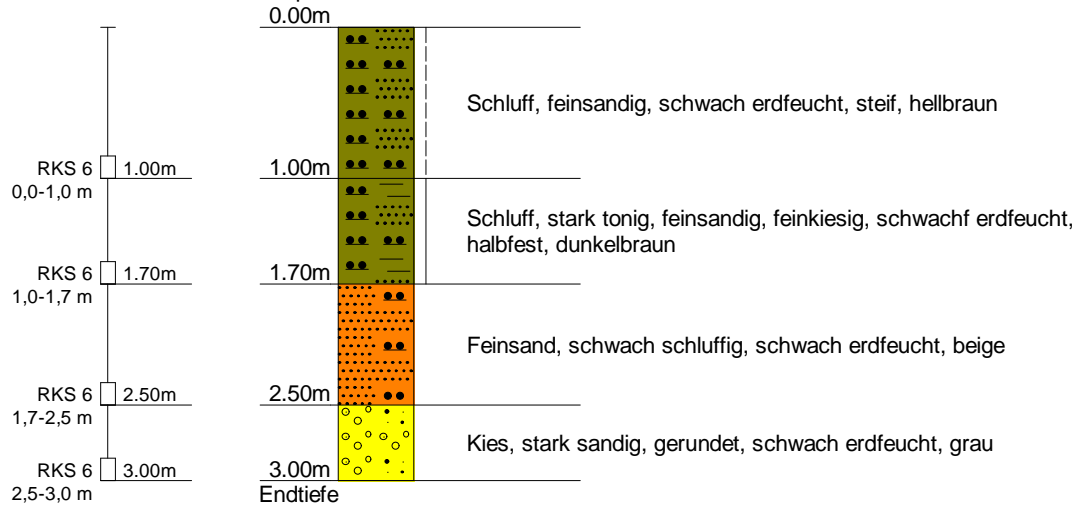 0.00m
Schluff, feinsandig, schwach erdfeucht, steif, hellbraun
RKS 6 1.00m 1.00m
0,0-1,0 m
Schluff, stark tonig, feinsandig, feinkiesig, schwachf erdfeucht,
halbfest, dunkelbraun
RKS 6 1.70m 1.70m
1,0-1,7 m
Feinsand, schwach schluffig, schwach erdfeucht, beige
RKS 6 2.50m 2.50m
1,7-2,5 m
Kies, stark sandig, gerundet, schwach erdfeucht, grau
RKS 6 3.00m 3.00m
2,5-3,0 m Endtiefe